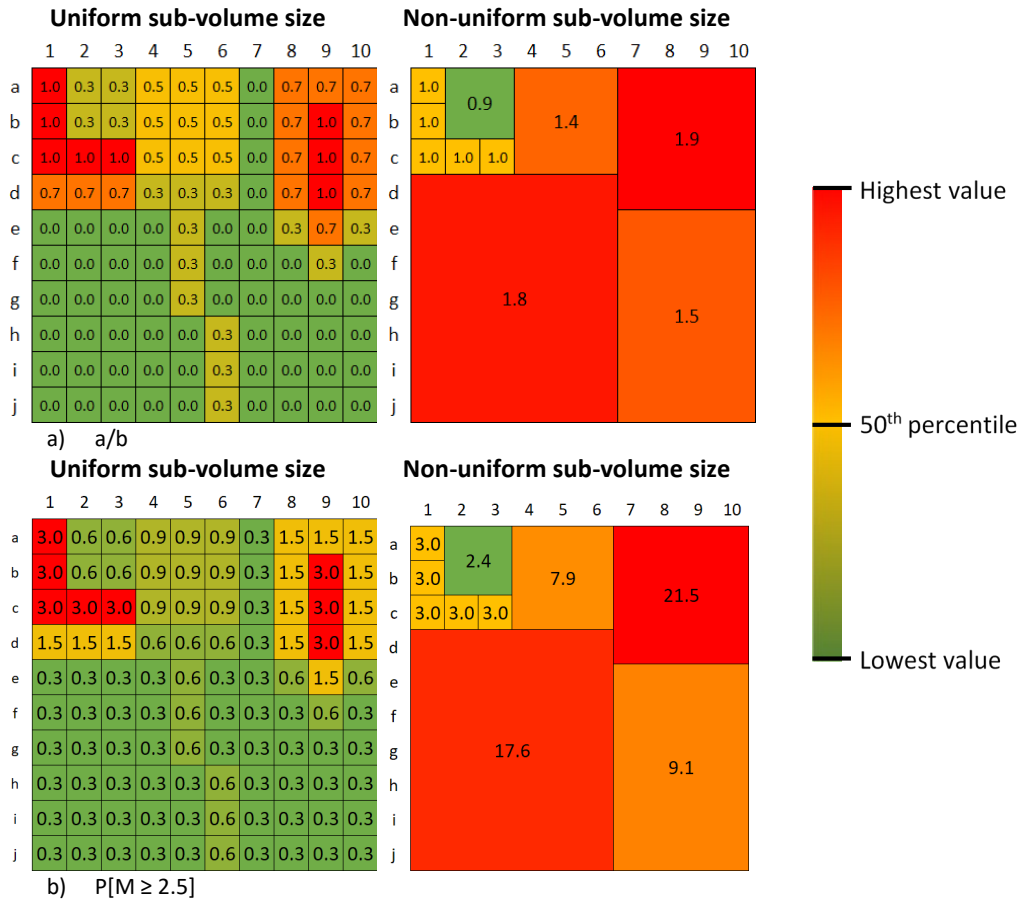 Uniform sub-volume size
Non-uniform sub-volume size
1 2 3 4 5 6 7 8 9 10
1 2 3 4 5 6 7 8 9 10
a 1.0 0.3 0.3 0.5 0.5 0.5 0.0 0.7 0.7 0.7
b 1.0 0.3 0.3 0.5 0.5 0.5 0.0 0.7 1.0 0.7
c 1.0 1.0 1.0 0.5 0.5 0.5 0.0 0.7 1.0 0.7
d 0.7 0.7 0.7 0.3 0.3 0.3 0.0 0.7 1.0 0.7
e 0.0 0.0 0.0 0.0 0.3 0.0 0.0 0.3 0.7 0.3
f 0.0 0.0 0.0 0.0 0.3 0.0 0.0 0.0 0.3 0.0
g 0.0 0.0 0.0 0.0 0.3 0.0 0.0 0.0 0.0 0.0
h 0.0 0.0 0.0 0.0 0.0 0.3 0.0 0.0 0.0 0.0
i 0.0 0.0 0.0 0.0 0.0 0.3 0.0 0.0 0.0 0.0
j 0.0 0.0 0.0 0.0 0.0 0.3 0.0 0.0 0.0 0.0
a 1.0
0.9
b 1.0
1.4
1.9
c 1.0 1.0 1.0
d
e
f
g
1.8
1.5
h
i
j
a) a/b
Uniform sub-volume size
Non-uniform sub-volume size
1 2 3 4 5 6 7 8 9 10
1 2 3 4 5 6 7 8 9 10
a 3.0 0.6 0.6 0.9 0.9 0.9 0.3 1.5 1.5 1.5
b 3.0 0.6 0.6 0.9 0.9 0.9 0.3 1.5 3.0 1.5
c 3.0 3.0 3.0 0.9 0.9 0.9 0.3 1.5 3.0 1.5
d 1.5 1.5 1.5 0.6 0.6 0.6 0.3 1.5 3.0 1.5
e 0.3 0.3 0.3 0.3 0.6 0.3 0.3 0.6 1.5 0.6
f 0.3 0.3 0.3 0.3 0.6 0.3 0.3 0.3 0.6 0.3
g 0.3 0.3 0.3 0.3 0.6 0.3 0.3 0.3 0.3 0.3
h 0.3 0.3 0.3 0.3 0.3 0.6 0.3 0.3 0.3 0.3
i 0.3 0.3 0.3 0.3 0.3 0.6 0.3 0.3 0.3 0.3
j 0.3 0.3 0.3 0.3 0.3 0.6 0.3 0.3 0.3 0.3
a 3.0
2.4
b 3.0
7.9
21.5
c 3.0 3.0 3.0
d
e
f
g
17.6
9.1
h
i
j
b) P[M ≥ 2.5]
Highest value
50th percentile
Lowest value